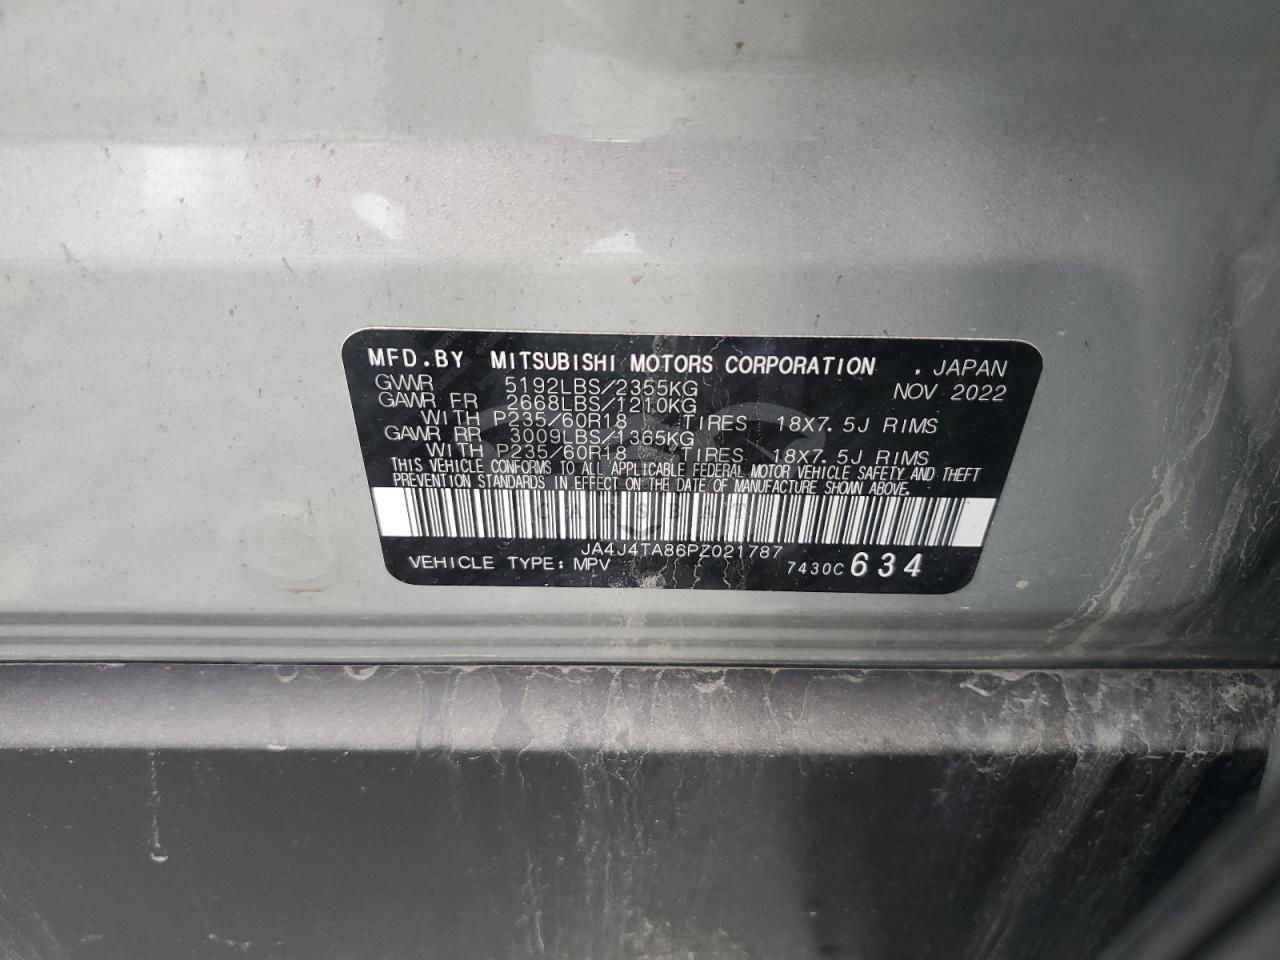 MFD.BY MITSUBISHI MOTORS CORPORATION . JAPAN
GVWR 5192LBS/2355KG NOV 2022
GAWR FR 2668LBS/1210KG
WITH P235/60R18 TIRES 18X7.5J RIMS
GAWR RR 3009LBS/1365KG
WITH P235/60R18 TIRES 18X7.5J RIMS
THIS VEHICLE CONFORMS TO ALL APPLICABLE FEDERAL MOTOR VEHICLE SAFETY AND THEFT
PREVENTION STANDARDS IN EFFECT ON THE DATE OF MANUFACTURE SHOWN ABOVE.
JA4J4TA86PZ021787
VEHICLE TYPE: MPV 7430C 634